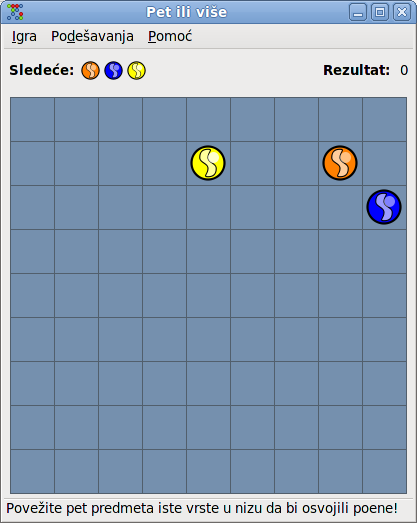 Pet ili više
Igra Podešavanja Pomoć
Sledeće: Rezultat: 0
Povežite pet predmeta iste vrste u nizu da bi osvojili poene!